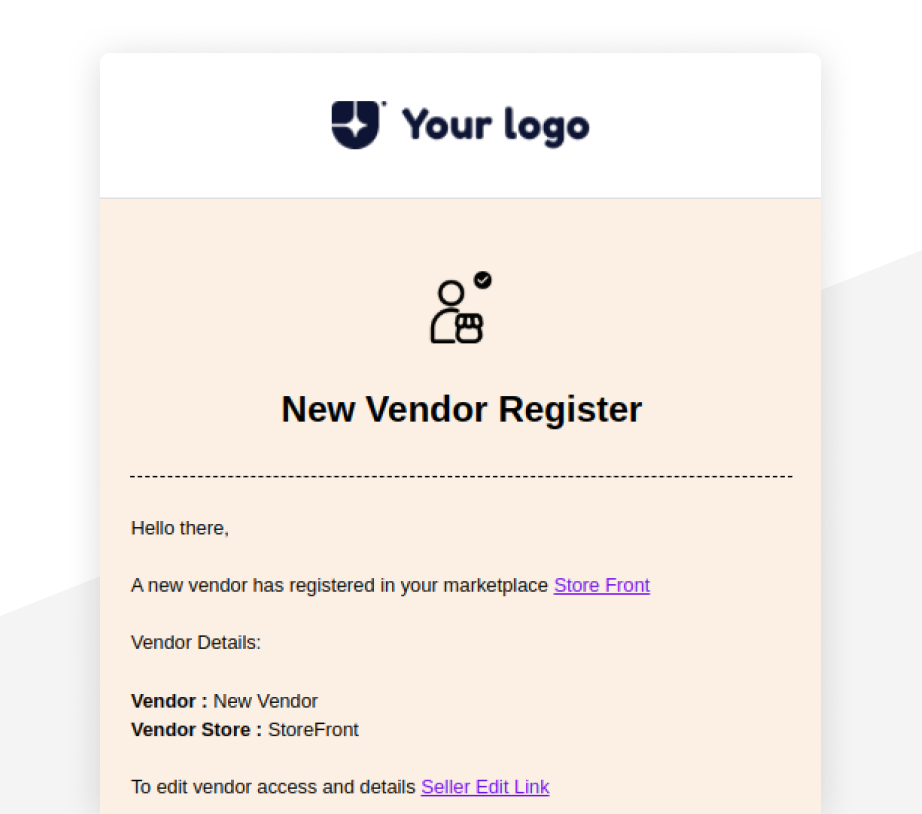 Your logo
New Vendor Register
Hello there,
A new vendor has registered in your marketplace Store Front
Vendor Details:
Vendor : New Vendor
Vendor Store : StoreFront
To edit vendor access and details Seller Edit Link